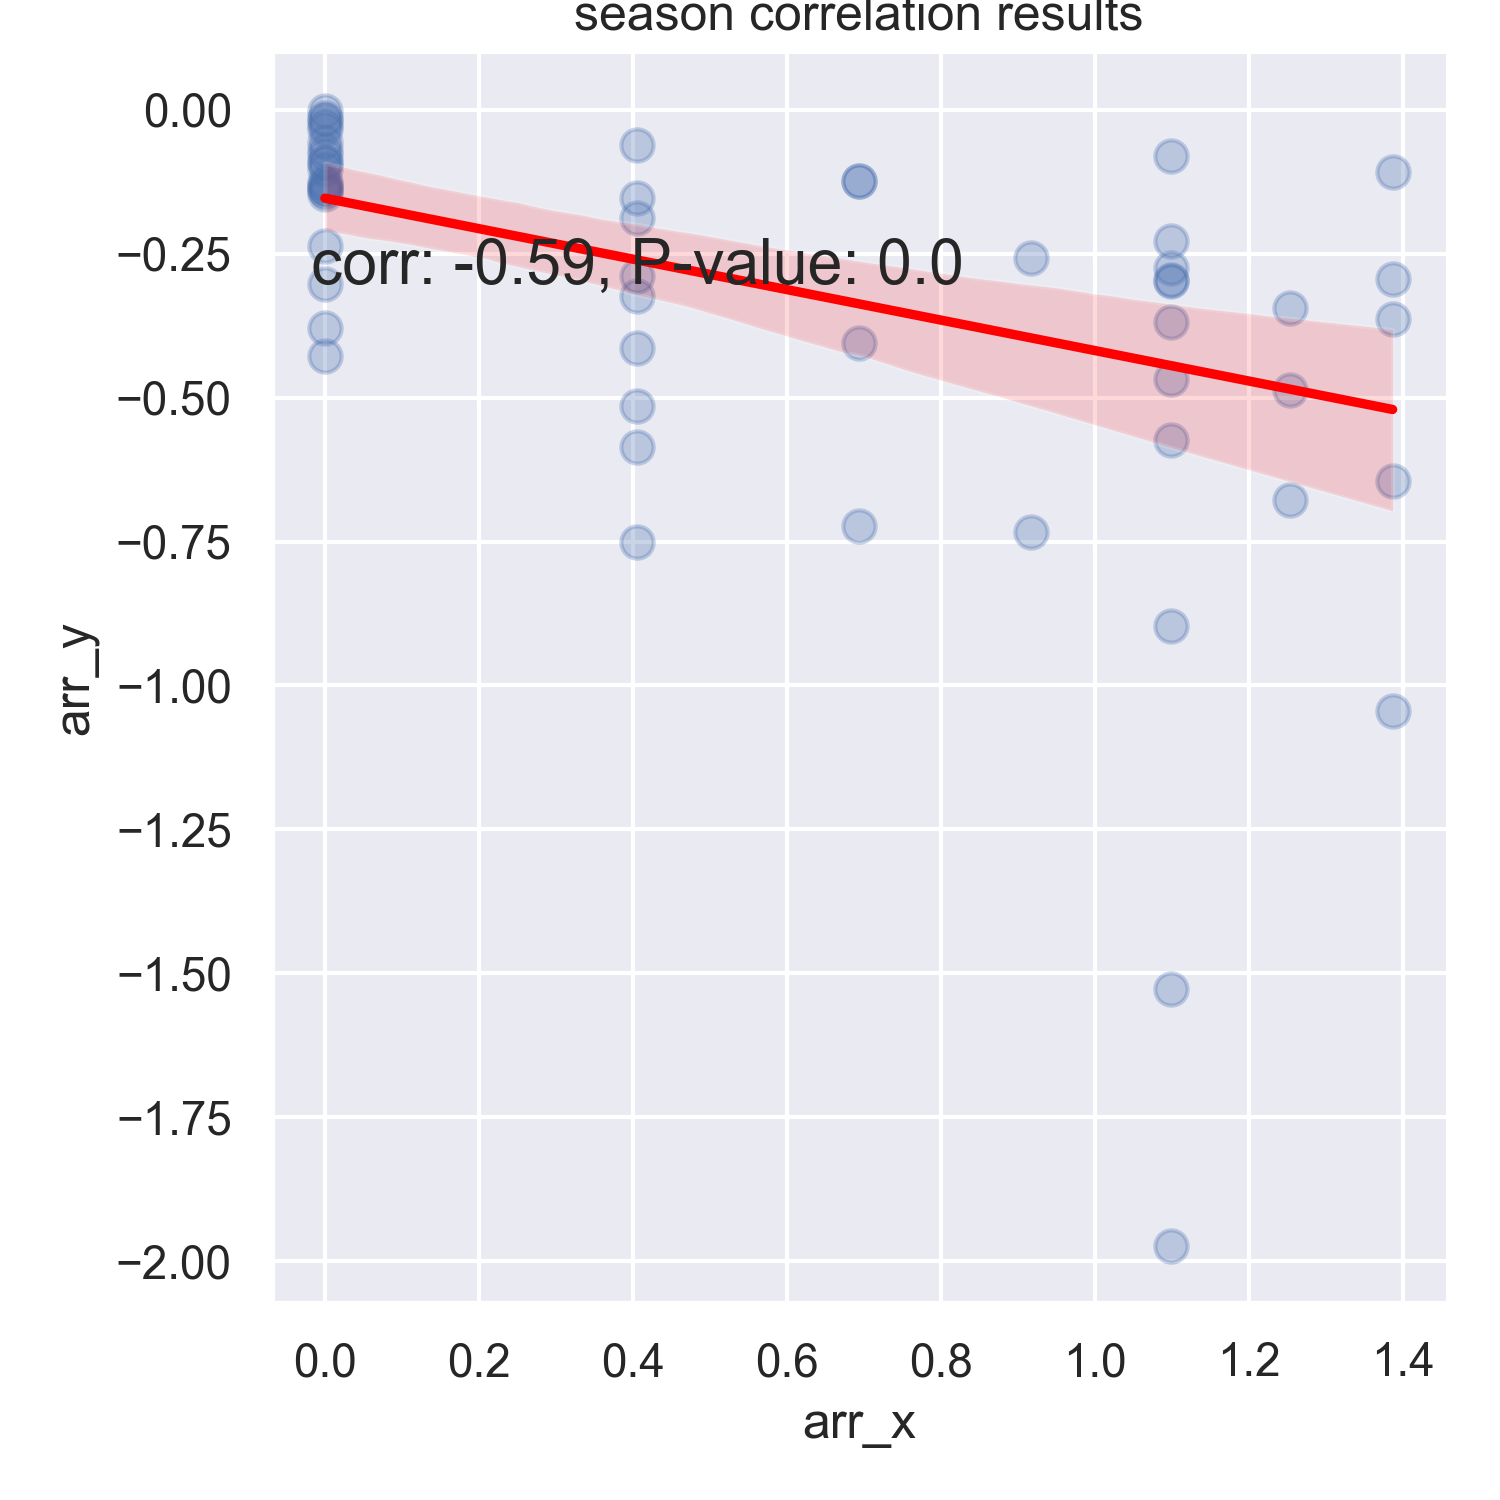 season correlation results
0.00
−0.25
−0.50
−0.75
−1.00
−1.25
−1.50
−1.75
−2.00
arr_y
corr: -0.59, P-value: 0.0
0.0 0.2 0.4 0.6 0.8 1.0 1.2 1.4
arr_x